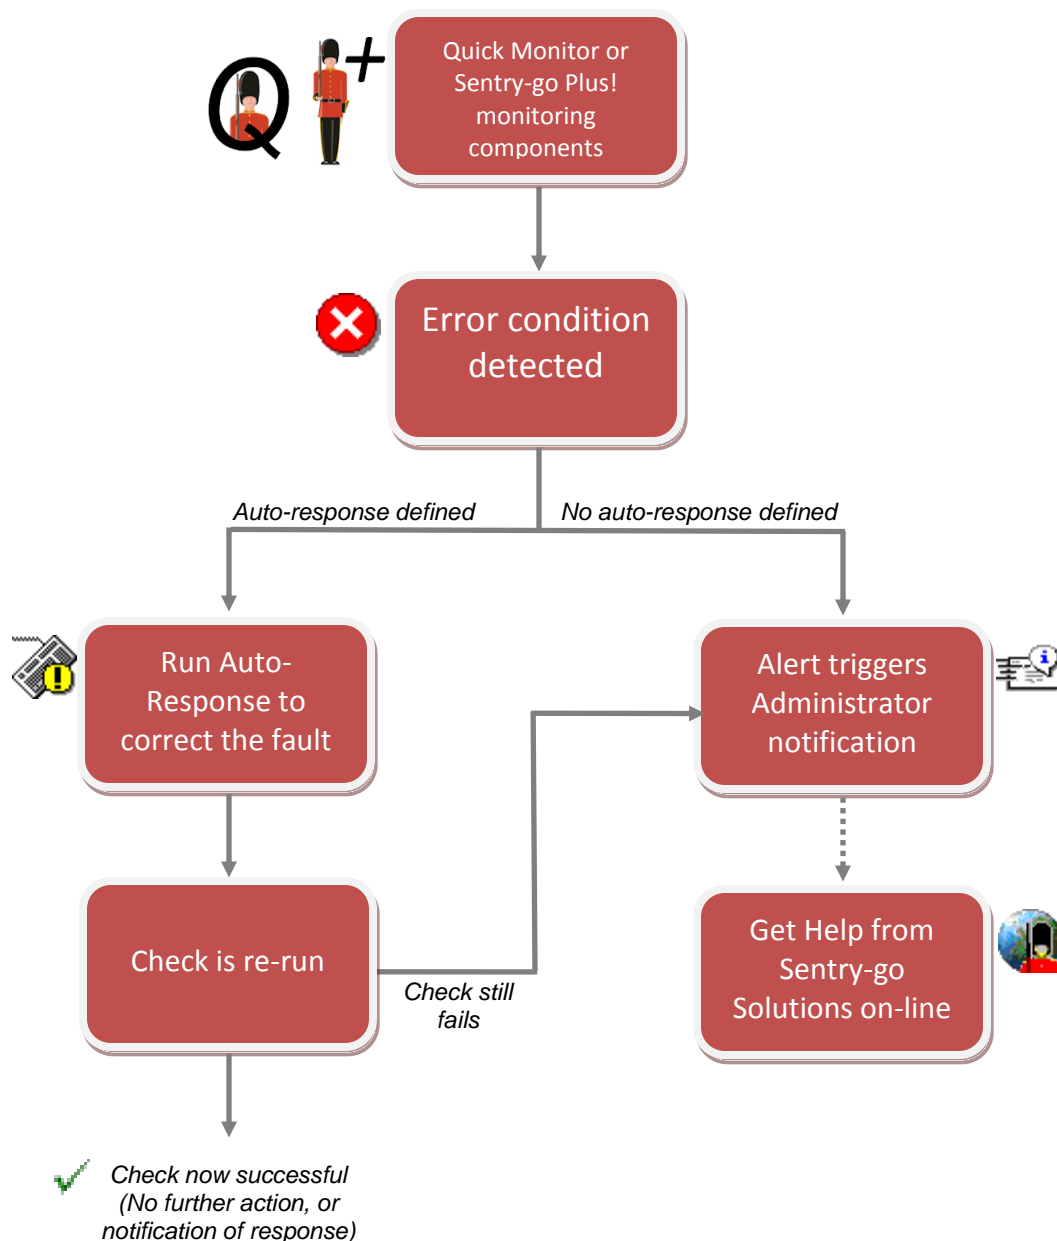 Q
+
Quick Monitor or
Sentry-go Plus!
monitoring
components
Error condition
detected
Auto-response defined
No auto-response defined
Run Auto-
Response to
correct the fault
Alert triggers
Administrator
notification
Check is re-run
Check still
fails
Get Help from
Sentry-go
Solutions on-line
Check now successful
(No further action, or
notification of response)